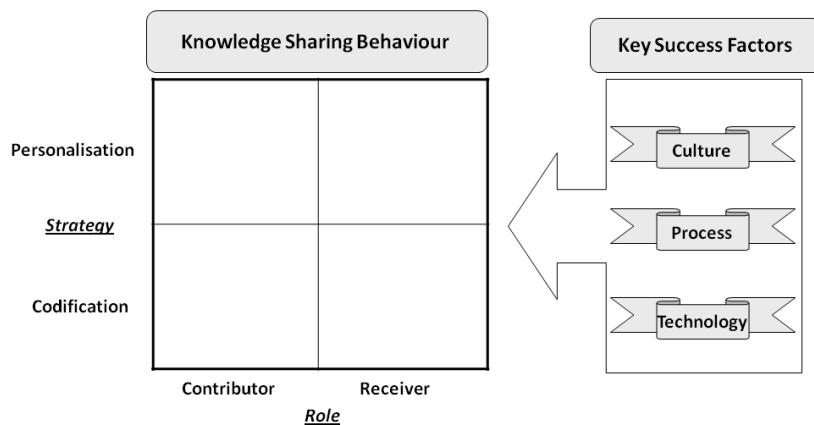 Knowledge Sharing Behaviour
Key Success Factors
Personalisation
Strategy
Codification
Contributor
Receiver
Role
Culture
Process
Technology